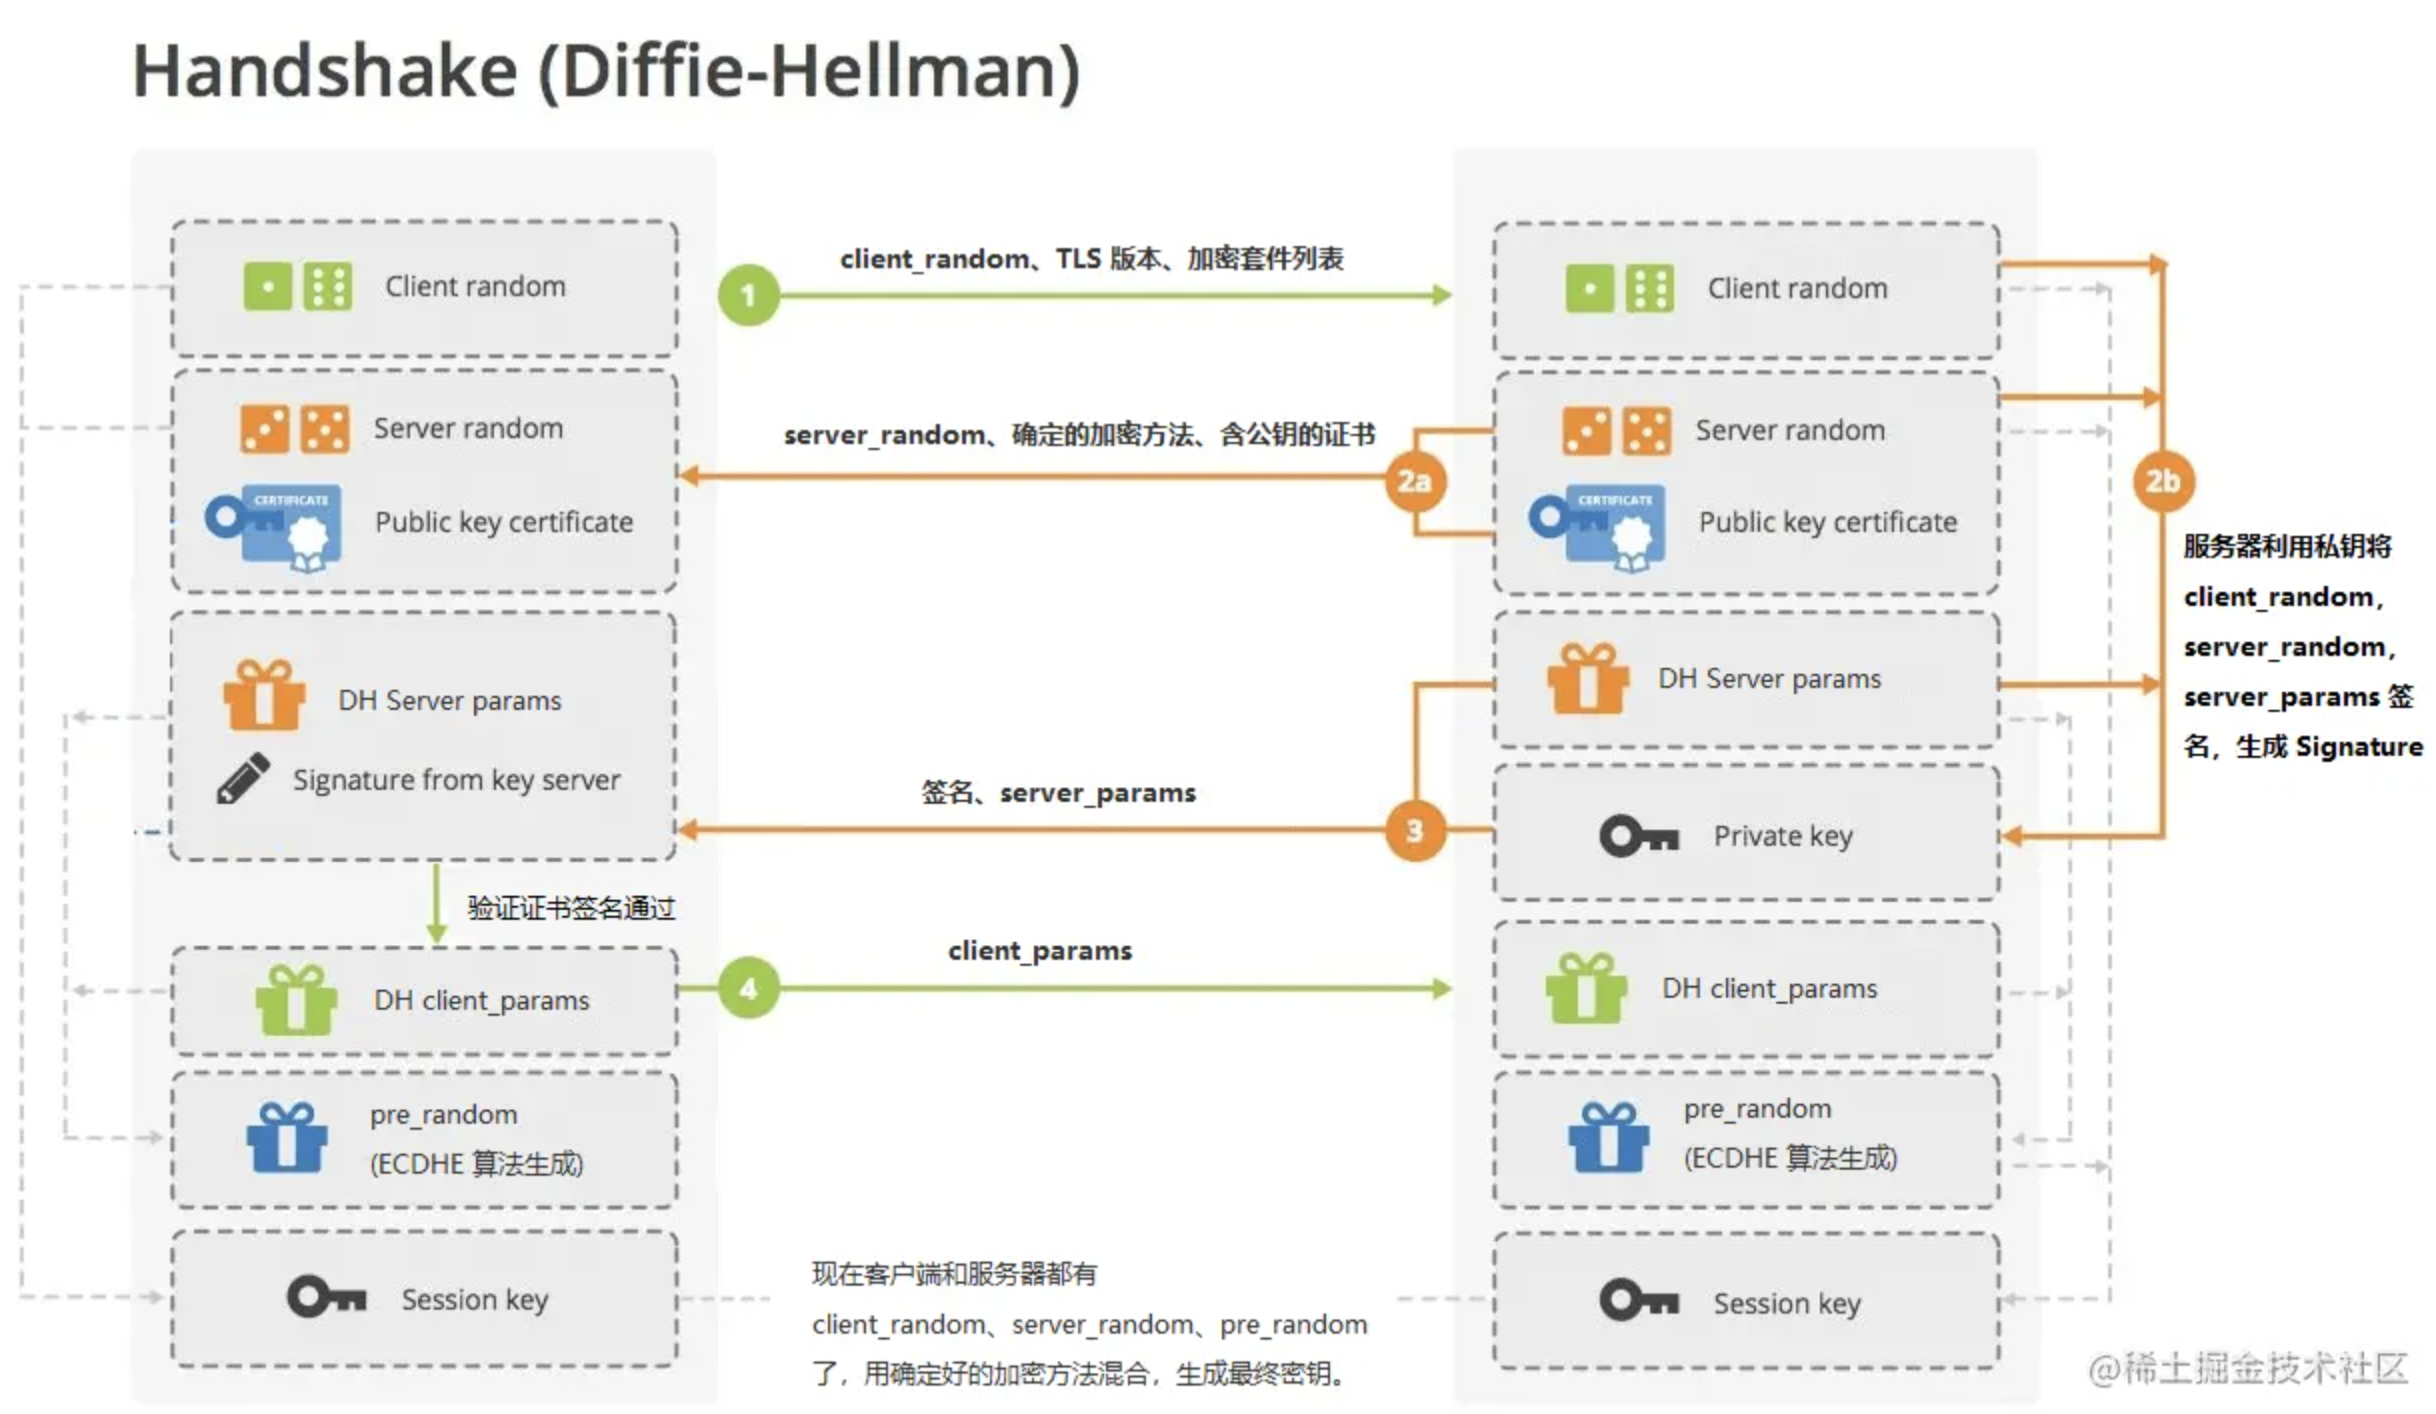 Handshake (Diffie-Hellman)
Client random
client_random、TLS 版本、加密套件列表
1
Client random
Server random
CERTIFICATE
Public key certificate
server_random、确定的加密方法、含公钥的证书
2a
Server random
CERTIFICATE
Public key certificate
2b
服务器利用私钥将
client_random，
server_random，
server_params 签
名，生成 Signature
DH Server params
Signature from key server
签名、server_params
3
DH Server params
Private key
验证证书签名通过
DH client_params
4
client_params
DH client_params
pre_random
(ECDHE 算法生成)
pre_random
(ECDHE 算法生成)
Session key
现在客户端和服务器都有
client_random、server_random、pre_random
了，用确定好的加密方法混合，生成最终密钥。
Session key
@稀土掘金技术社区